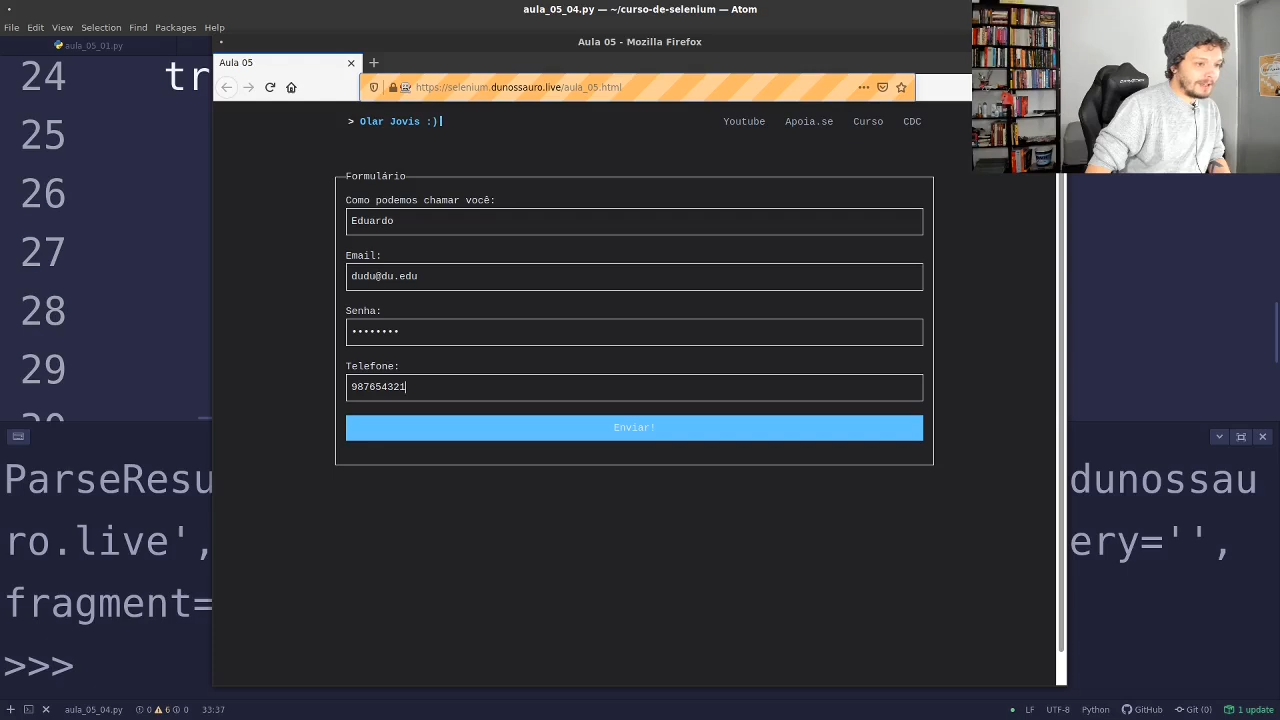 aula_05_04.py — ~/curso-de-selenium — Atom
File Edit View Selection Find Packages
aula_05_01.py
Aula 05 - Mozilla Firefox
Aula 05
https://selenium.dunossauro.live/aula_05.html
> Olar Jovis :)
Youtube Apoia.se Curso CDC
24 tr
25
26
27
28
29
Formulário
Como podemos chamar você:
Eduardo
Email:
dudu@du.edu
Senha:
••••••••
Telefone:
987654321
Enviar!
ParseResu dunossau
ro.live', ery='',
fragment=
>>>
aula_05_04.py 0 6 0 33:37 LF UTF-8 Python GitHub Git (0) 1 update